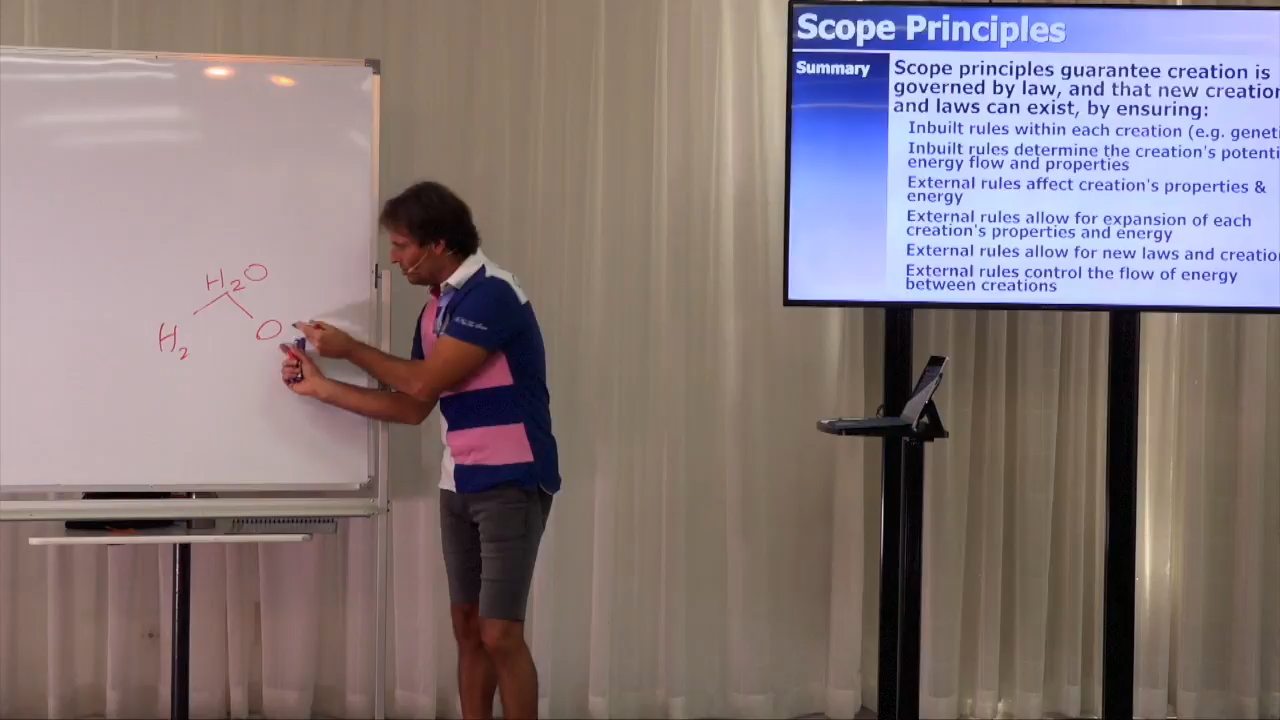 H2O
H2 O
Scope Principles
Summary
Scope principles guarantee creation is
governed by law, and that new creation
and laws can exist, by ensuring:
Inbuilt rules within each creation (e.g. geneti
Inbuilt rules determine the creation's potenti
energy flow and properties
External rules affect creation's properties &
energy
External rules allow for expansion of each
creation's properties and energy
External rules allow for new laws and creatio
External rules control the flow of energy
between creations